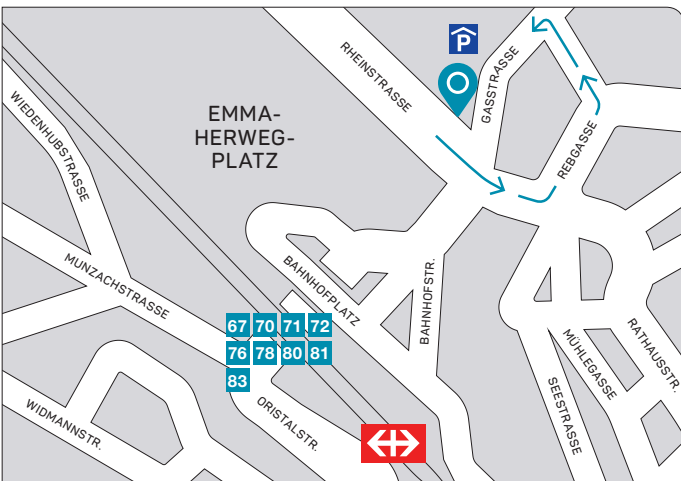 P
RHEINSTRASSE
GASSTRASSE
WIEDENHUBSTRASSE
EMMA-
HERWEG-
PLATZ
REBGASSE
MUNZACHSTRASSE
BAHNHOFPLATZ
BAHNHOFSTR.
67 70 71 72
76 78 80 81
83
MÜHLEGASSE
RATHAUSSTR.
SEESTRASSE
WIDMANNSTR.
ORISTALSTR.